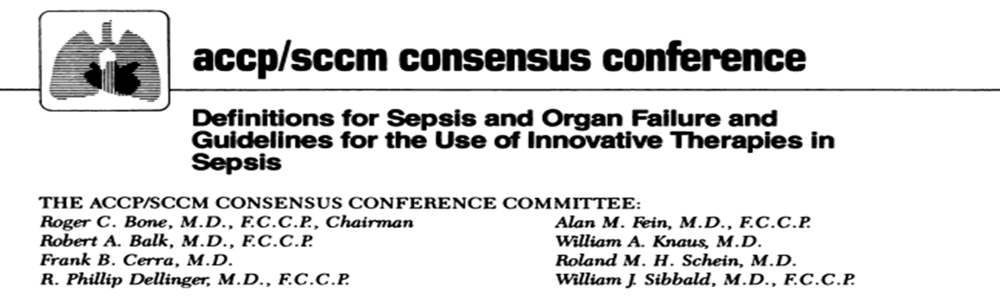 accp/sccm consensus conference
Definitions for Sepsis and Organ Failure and
Guidelines for the Use of Innovative Therapies in
Sepsis
THE ACCP/SCCM CONSENSUS CONFERENCE COMMITTEE:
Roger C. Bone, M.D., F.C.C.P., Chairman
Robert A. Balk, M.D., F.C.C.P.
Frank B. Cerra, M.D.
R. Phillip Dellinger, M.D., F.C.C.P.
Alan M. Fein, M.D., F.C.C.P.
William A. Knaus, M.D.
Roland M. H. Schein, M.D.
William J. Sibbald, M.D., F.C.C.P.